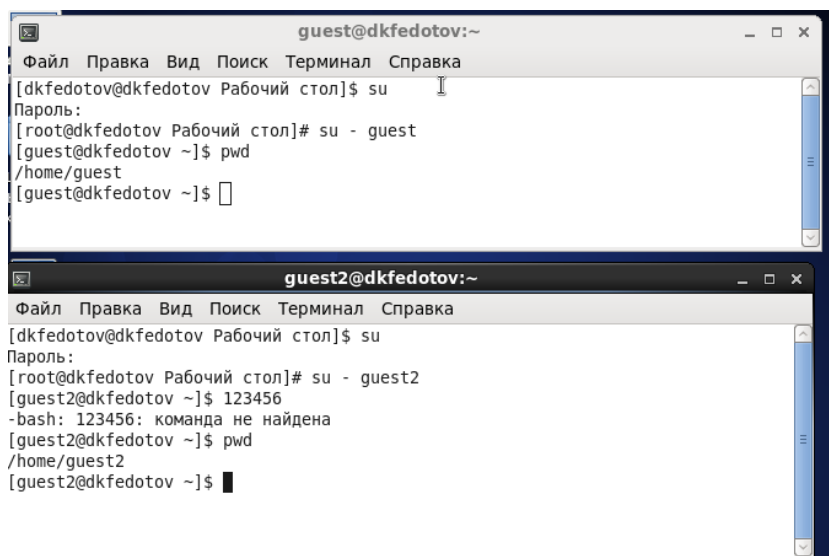 guest@dkfedotov:~
Файл Правка Вид Поиск Терминал Справка
[dkfedotov@dkfedotov Рабочий стол]$ su
Пароль:
[root@dkfedotov Рабочий стол]# su - guest
[guest@dkfedotov ~]$ pwd
/home/guest
[guest@dkfedotov ~]$
guest2@dkfedotov:~
Файл Правка Вид Поиск Терминал Справка
[dkfedotov@dkfedotov Рабочий стол]$ su
Пароль:
[root@dkfedotov Рабочий стол]# su - guest2
[guest2@dkfedotov ~]$ 123456
-bash: 123456: команда не найдена
[guest2@dkfedotov ~]$ pwd
/home/guest2
[guest2@dkfedotov ~]$